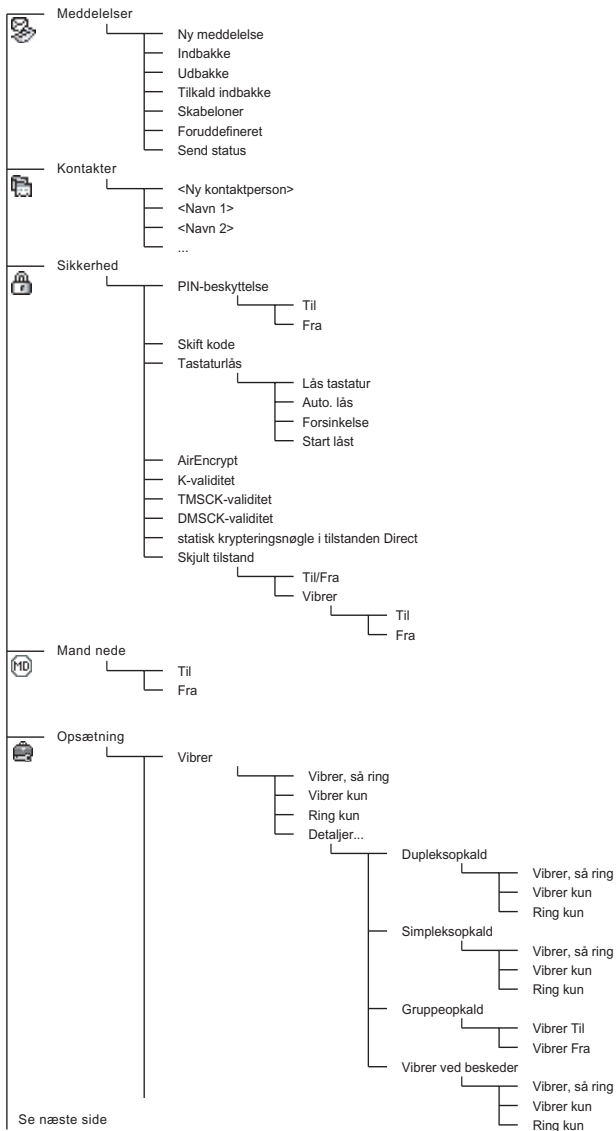 Meddelelser
Ny meddelelse
Indbakke
Udbakke
Tilkald indbakke
Skabeloner
Foruddefineret
Send status
Kontakter
<Ny kontaktperson>
<Navn 1>
<Navn 2>
...
Sikkerhed
PIN-beskyttelse
Til
Fra
Skift kode
Tastaturlås
Lås tastatur
Auto. lås
Forsinkelse
Start låst
AirEncrypt
K-validitet
TMSCK-validitet
DMSCK-validitet
statisk krypteringsnøgle i tilstanden Direct
Skjult tilstand
Til/Fra
Vibrer
Til
Fra
Mand nede
MD
Til
Fra
Opsætning
Vibrer
Vibrer, så ring
Vibrer kun
Ring kun
Detaljer...
Dupleksopkald
Vibrer, så ring
Vibrer kun
Ring kun
Simpleksopkald
Vibrer, så ring
Vibrer kun
Ring kun
Gruppeopkald
Vibrer Til
Vibrer Fra
Vibrer ved beskeder
Vibrer, så ring
Vibrer kun
Ring kun
Se næste side